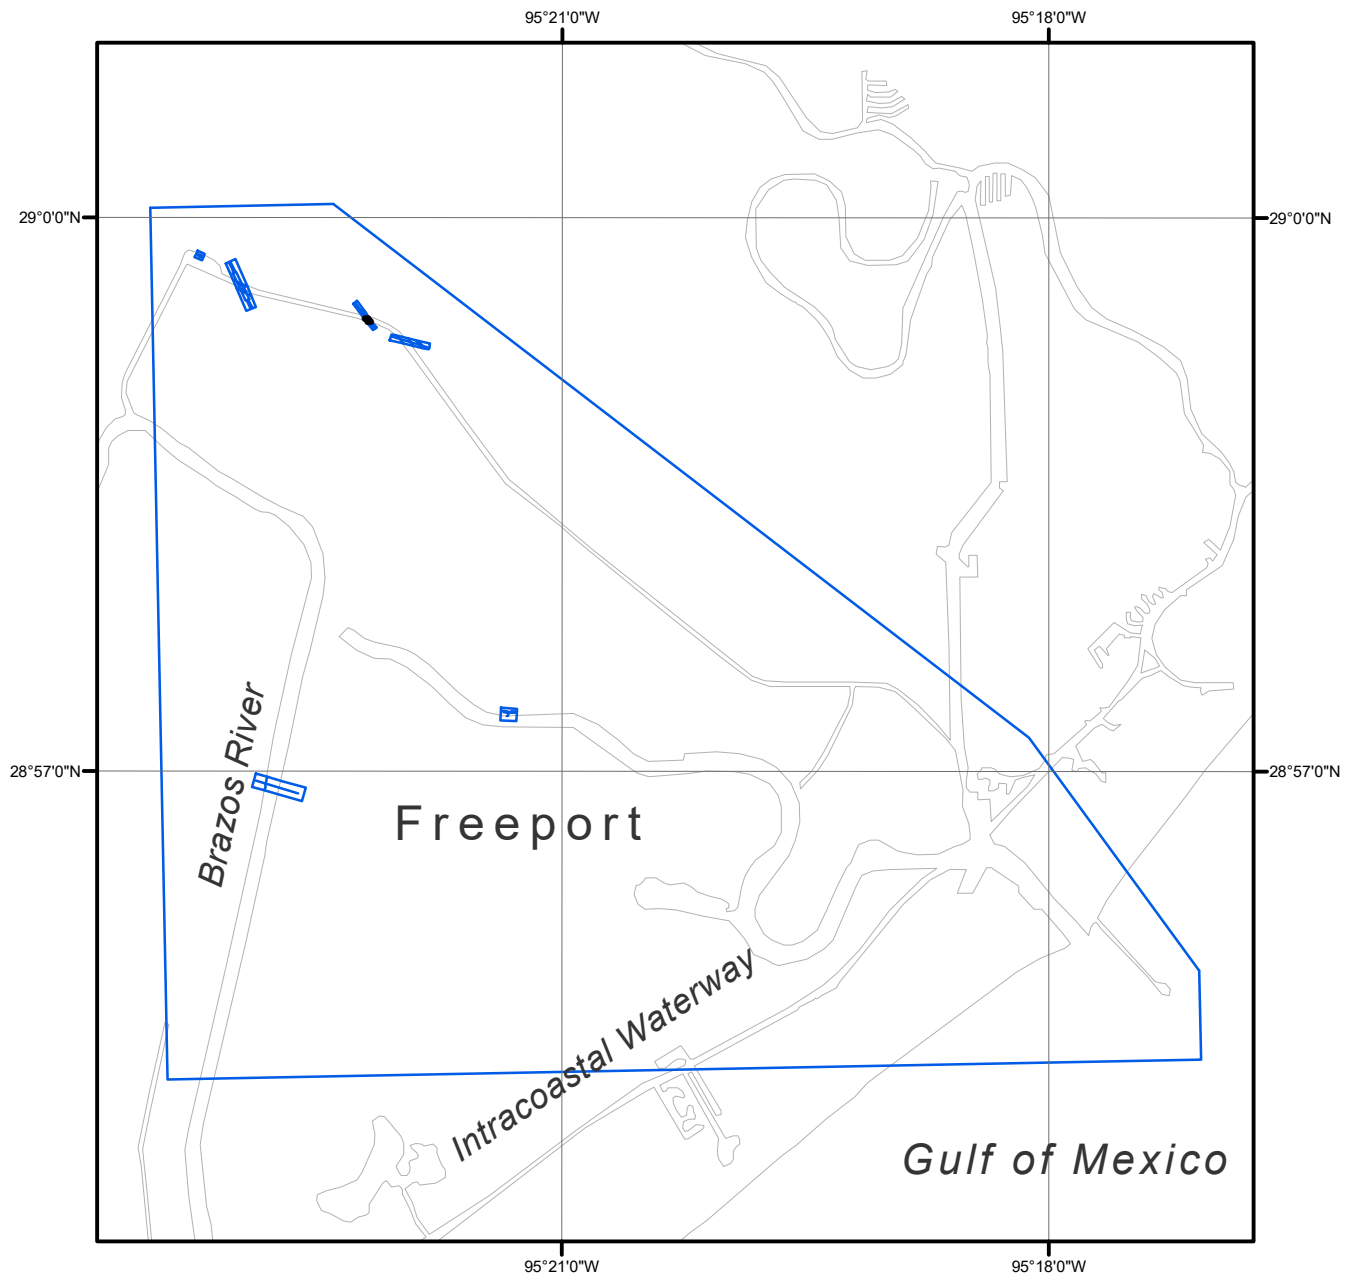 95°21'0"W
95°18'0"W
29°0'0"N
29°0'0"N
28°57'0"N
28°57'0"N
Brazos River
Freeport
Intracoastal Waterway
Gulf of Mexico
95°21'0"W
95°18'0"W